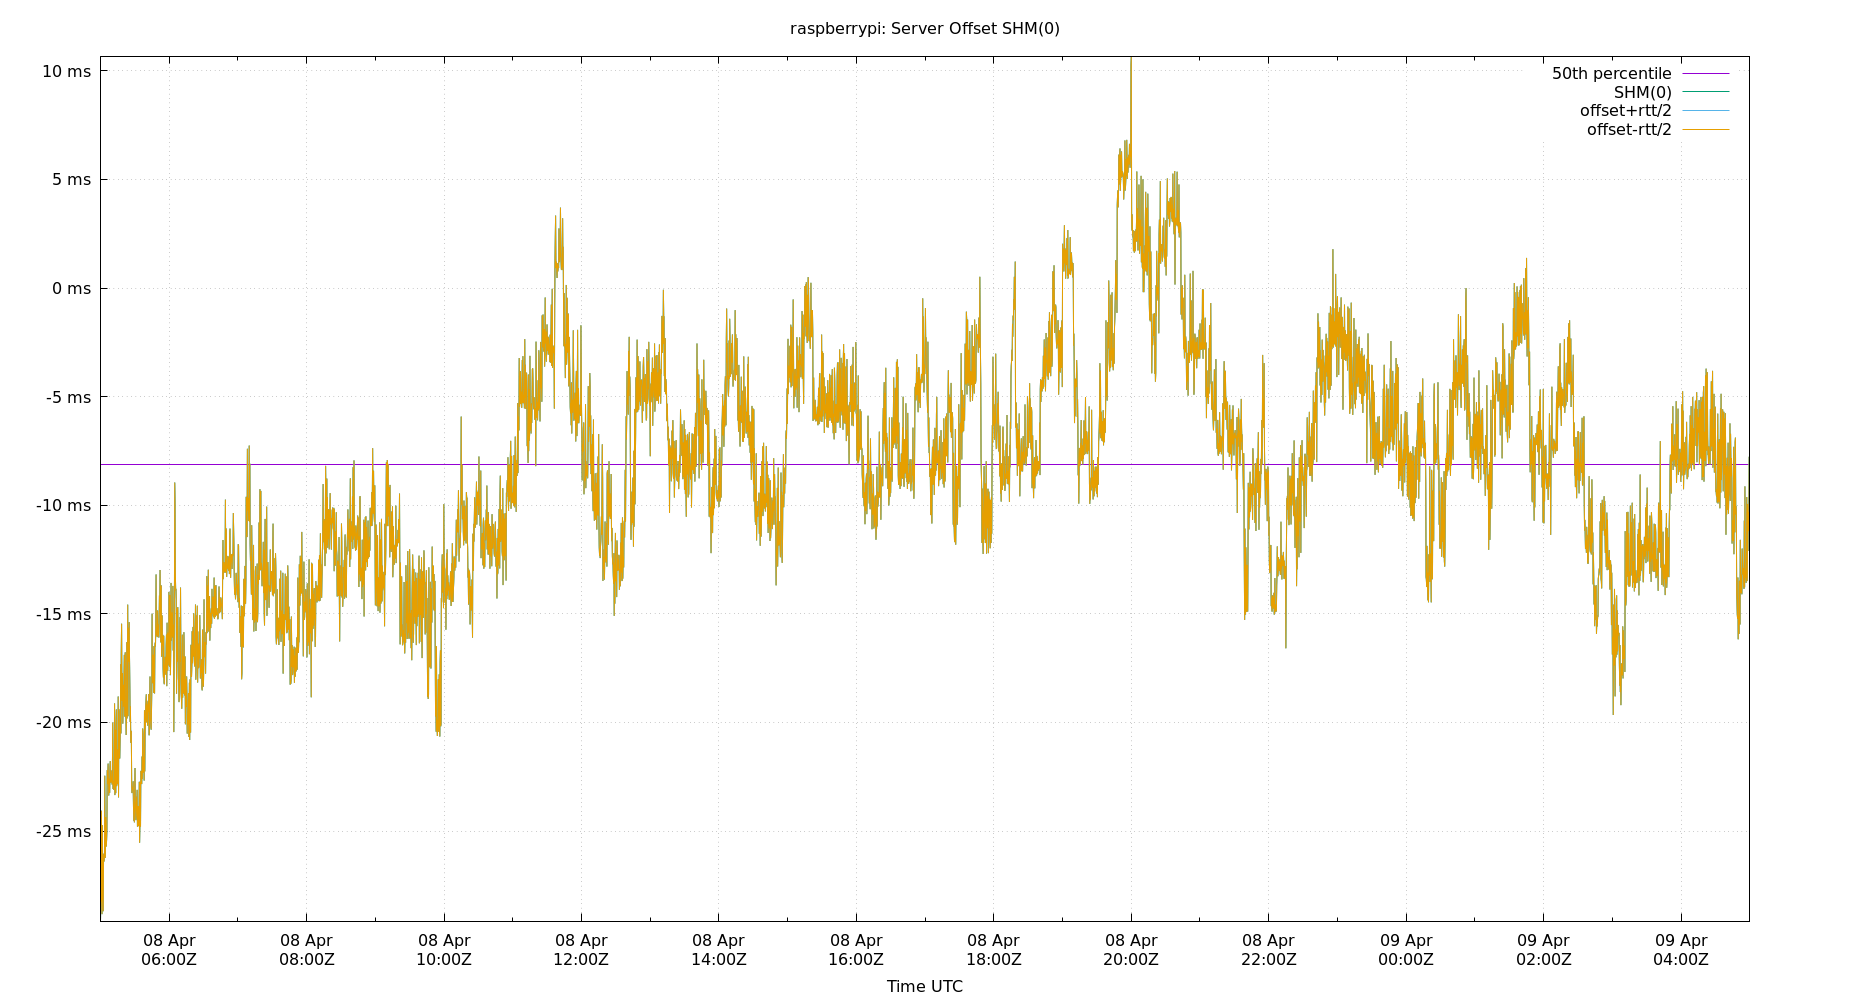 raspberrypi: Server Offset SHM(0)
10 ms
5 ms
0 ms
-5 ms
-10 ms
-15 ms
-20 ms
-25 ms
50th percentile
SHM(0)
offset+rtt/2
offset-rtt/2
08 Apr 08 Apr 08 Apr 08 Apr 08 Apr 08 Apr 08 Apr 08 Apr 08 Apr 09 Apr 09 Apr 09 Apr
06:00Z 08:00Z 10:00Z 12:00Z 14:00Z 16:00Z 18:00Z 20:00Z 22:00Z 00:00Z 02:00Z 04:00Z
Time UTC